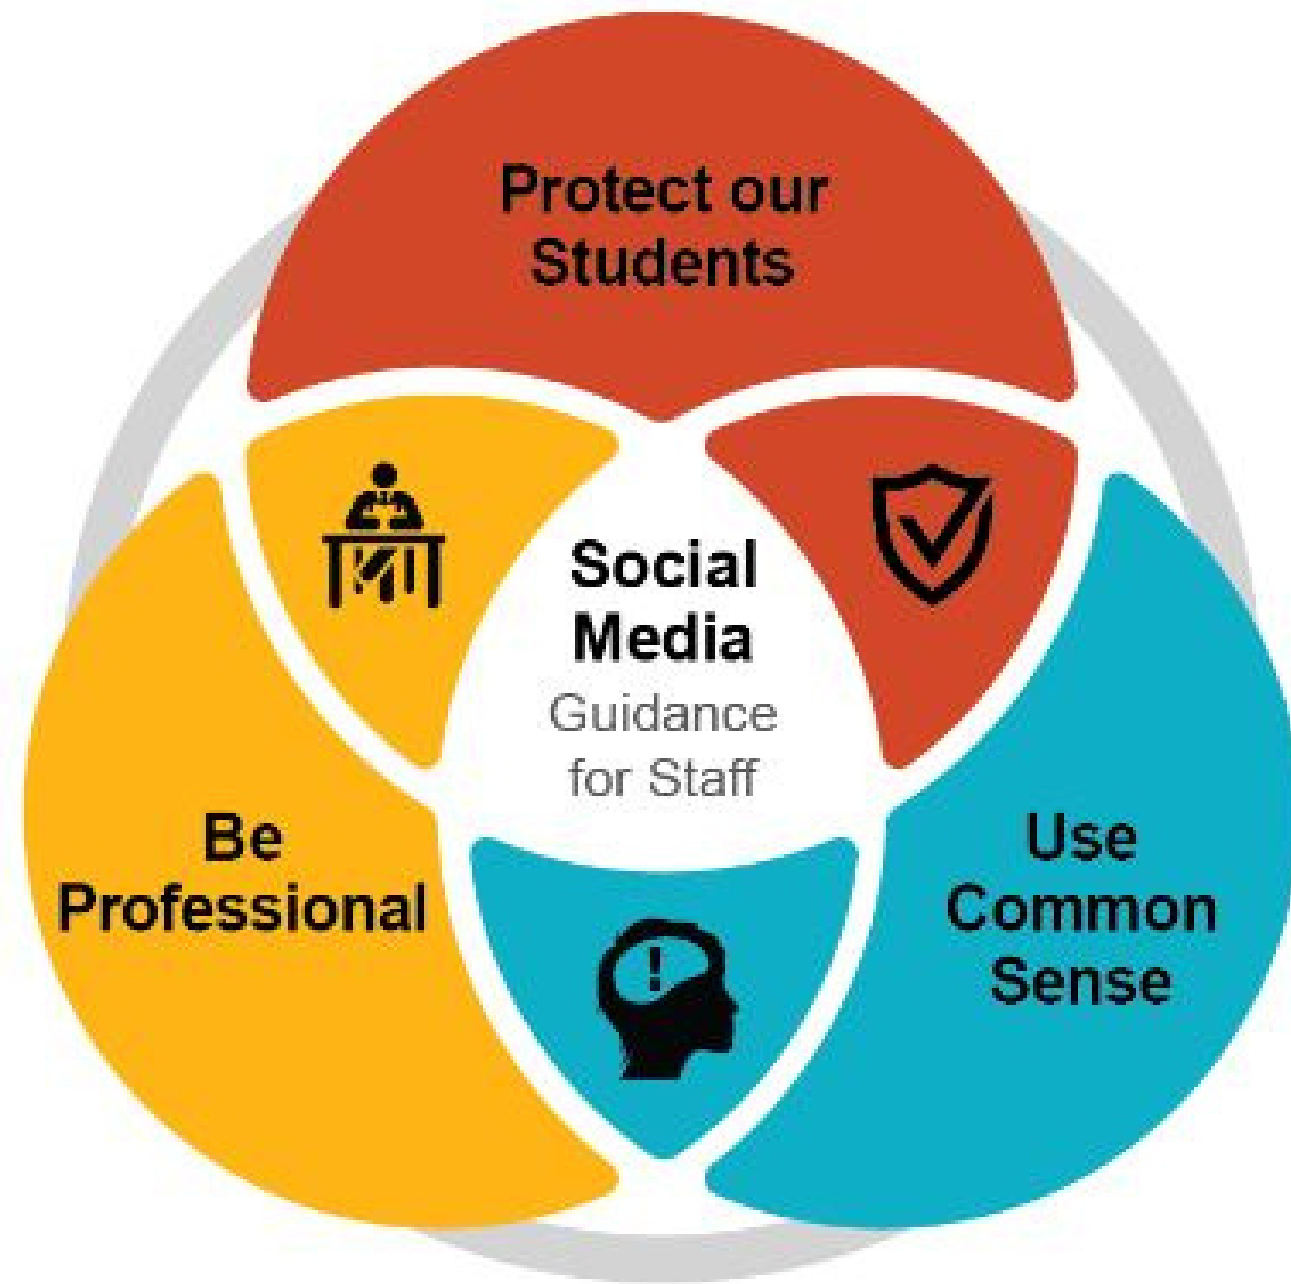 Protect our
Students
Social
Media
Guidance
for Staff
Be
Professional
Use
Common
Sense
!